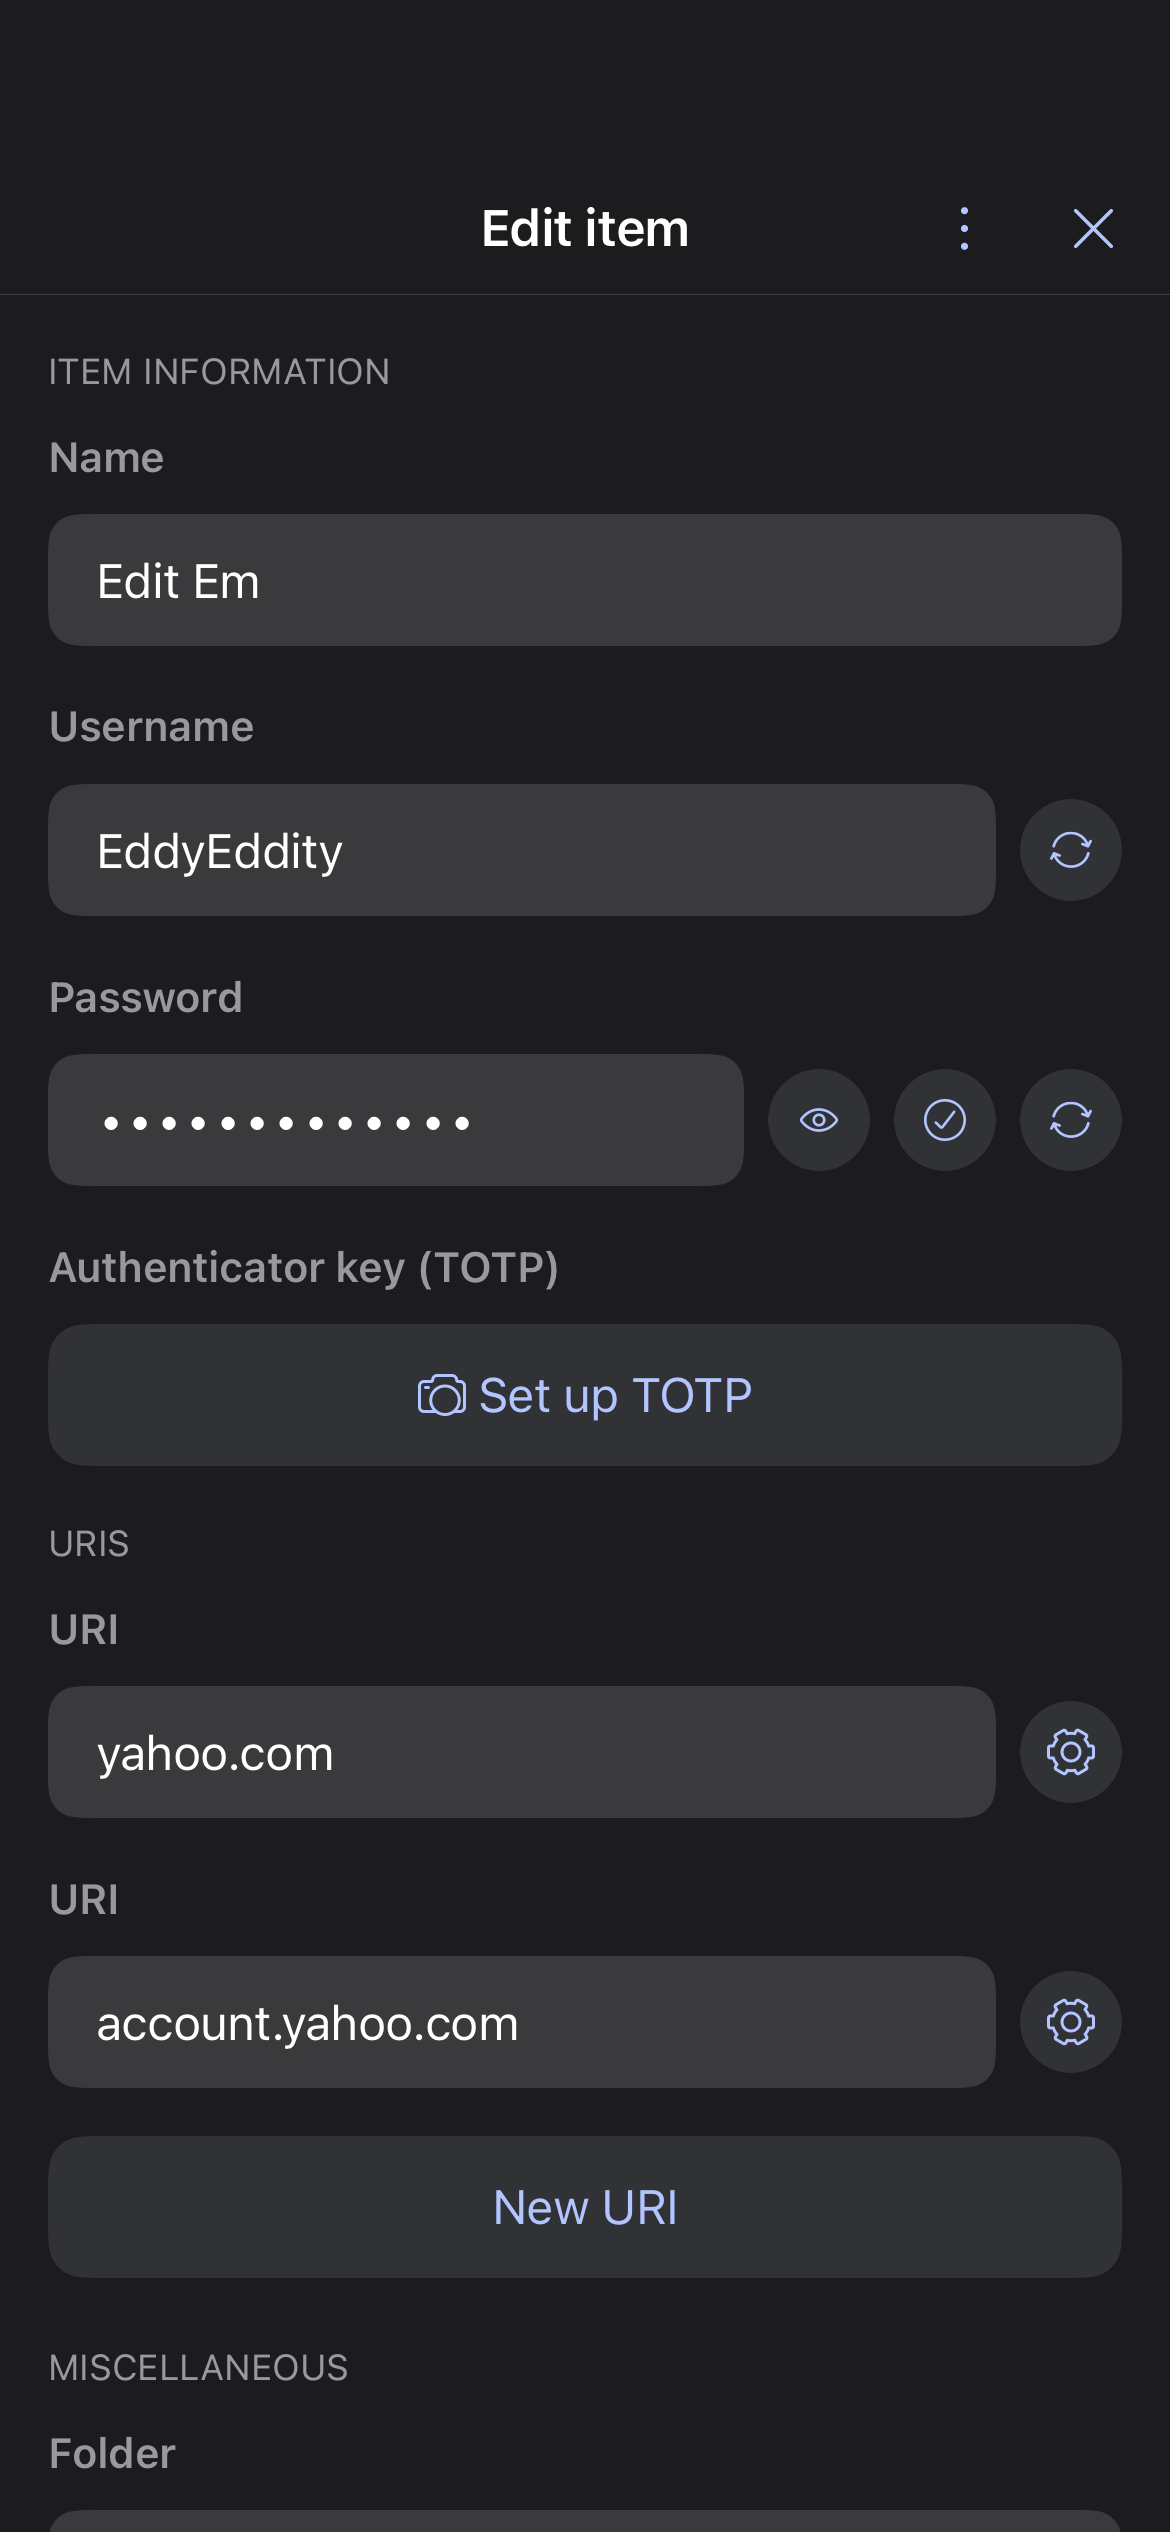 Edit item
ITEM INFORMATION
Name
Edit Em
Username
EddyEddity
Password
•••••••••••••
Authenticator key (TOTP)
Set up TOTP
URIS
URI
yahoo.com
URI
account.yahoo.com
New URI
MISCELLANEOUS
Folder